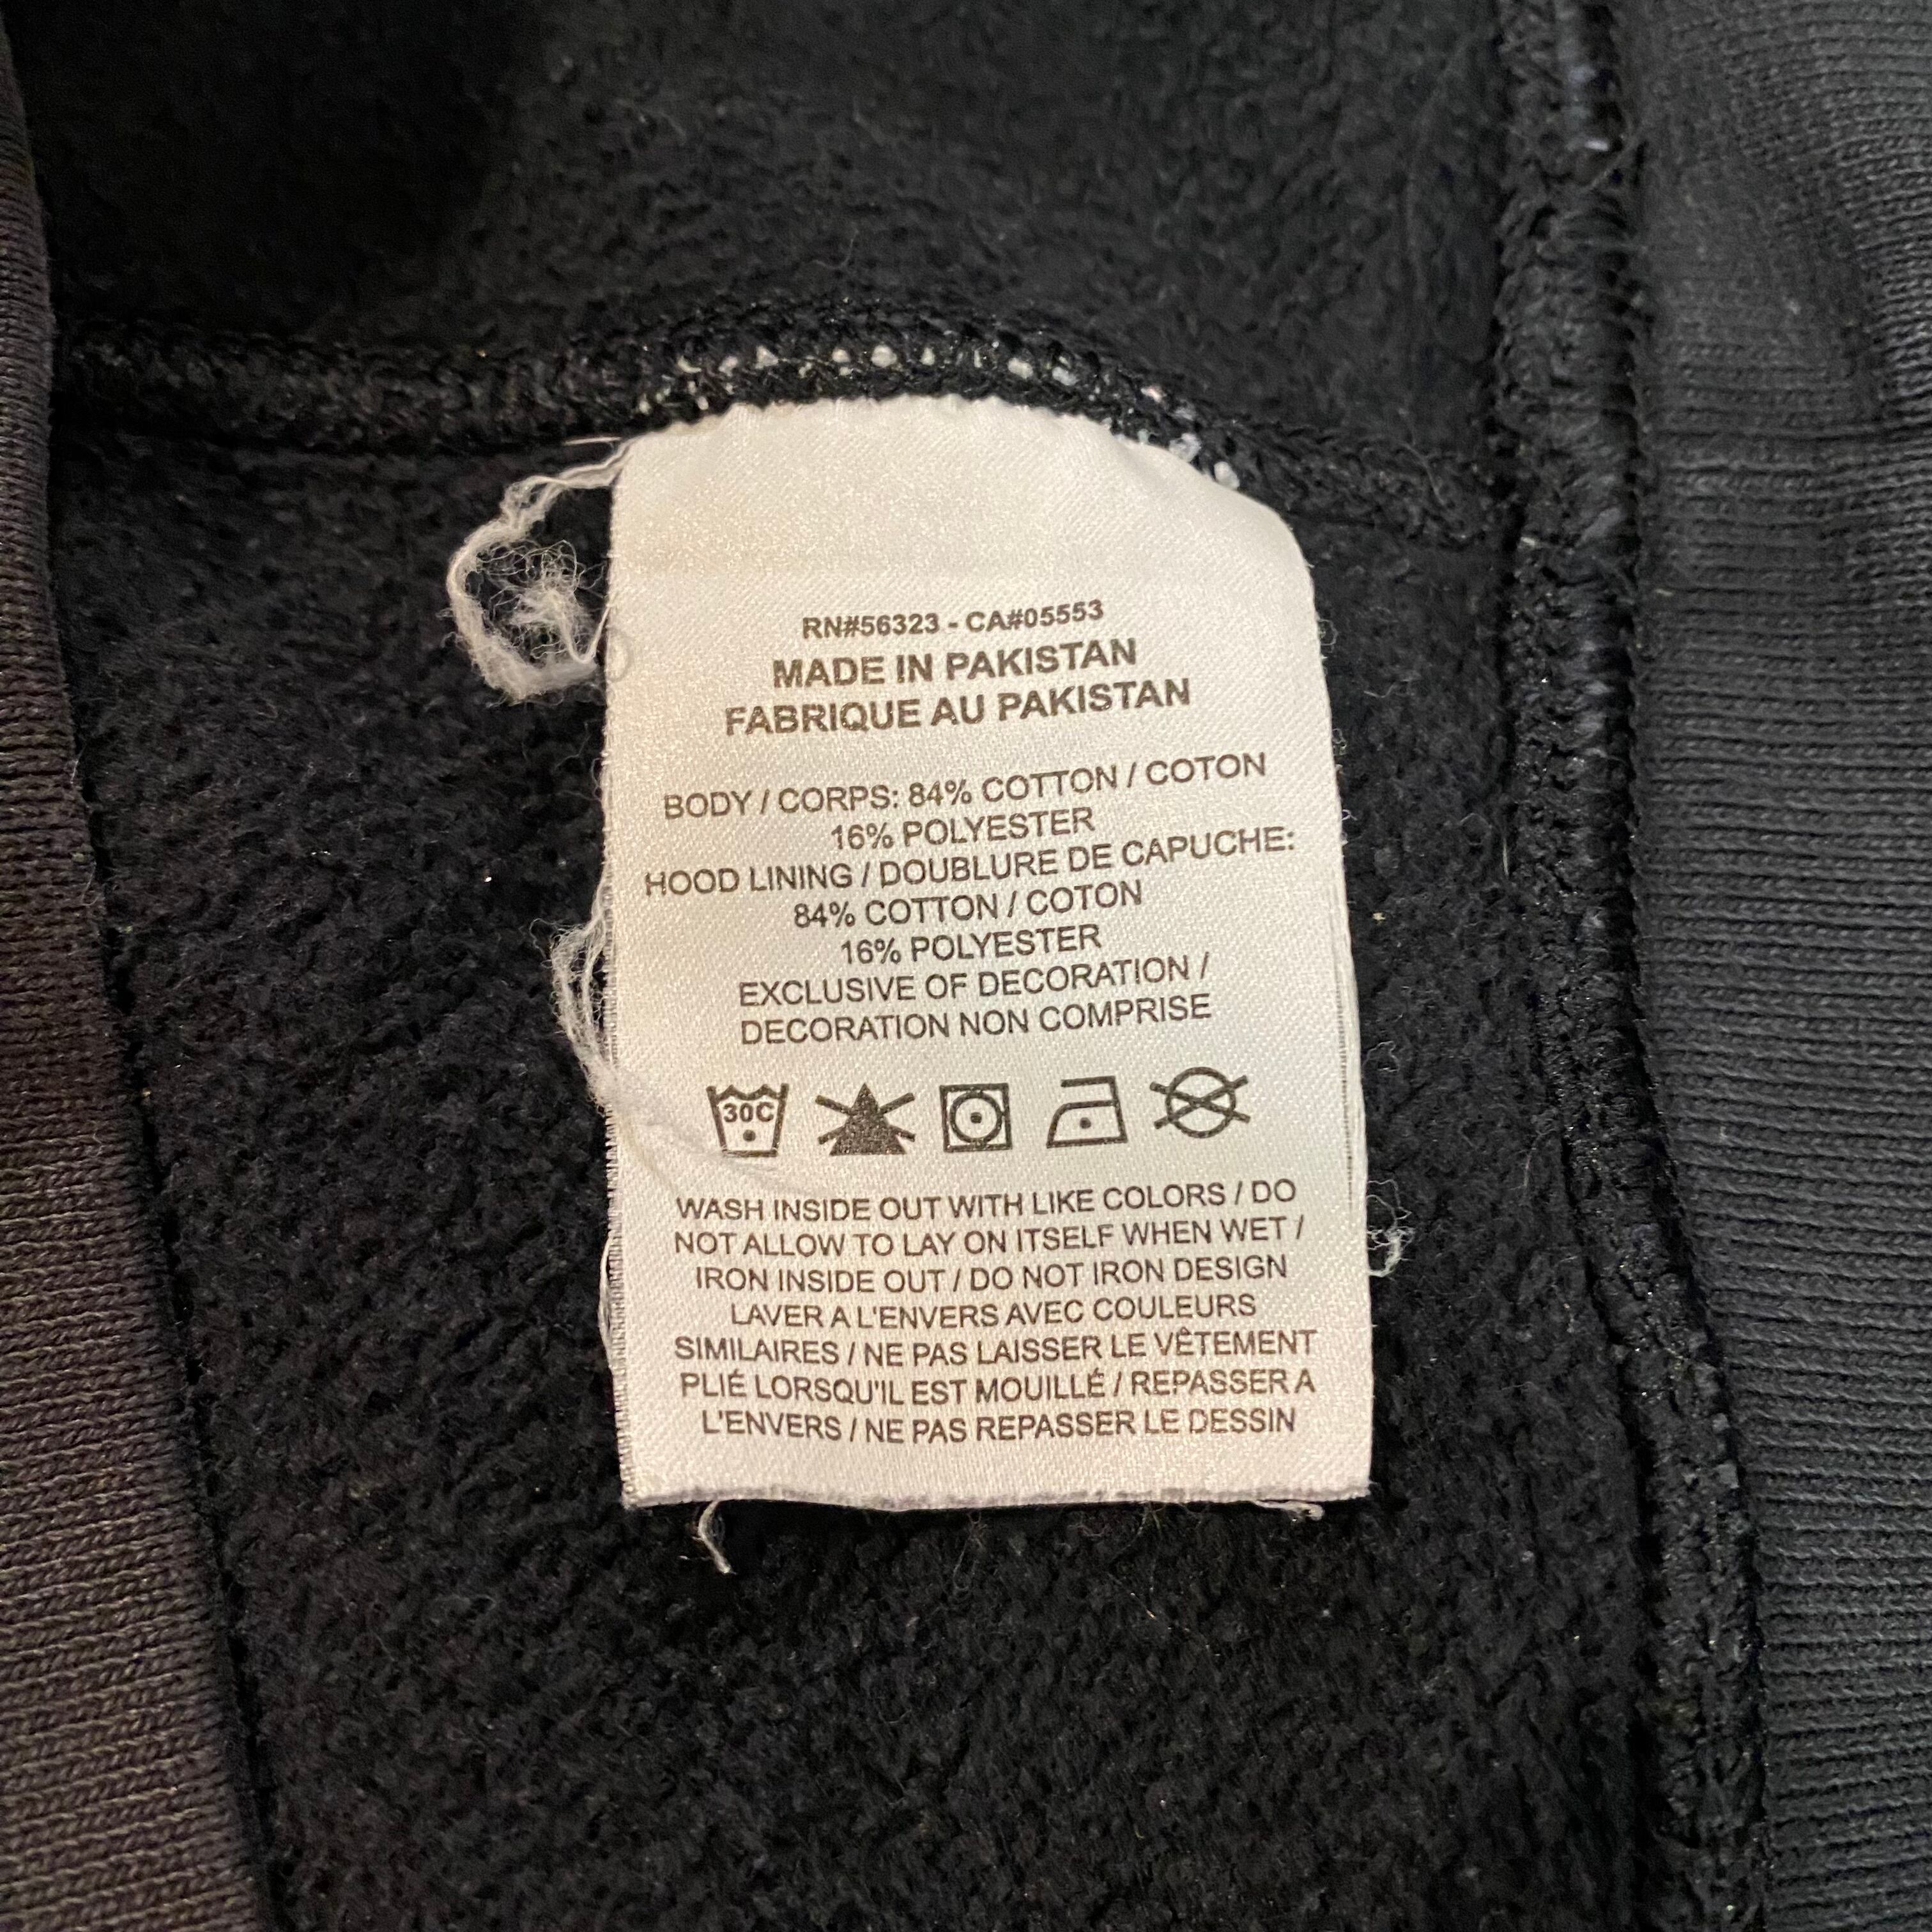 RN#56323 - CA#05553
MADE IN PAKISTAN
FABRIQUE AU PAKISTAN
BODY / CORPS: 84% COTTON / COTON
16% POLYESTER
HOOD LINING / DOUBLURE DE CAPUCHE:
84% COTTON / COTON
16% POLYESTER
EXCLUSIVE OF DECORATION /
DECORATION NON COMPRISE
30C
WASH INSIDE OUT WITH LIKE COLORS / DO
NOT ALLOW TO LAY ON ITSELF WHEN WET /
IRON INSIDE OUT / DO NOT IRON DESIGN
LAVER A L'ENVERS AVEC COULEURS
SIMILAIRES / NE PAS LAISSER LE VÊTEMENT
PLIÉ LORSQU'IL EST MOUILLÉ / REPASSER A
L'ENVERS / NE PAS REPASSER LE DESSIN